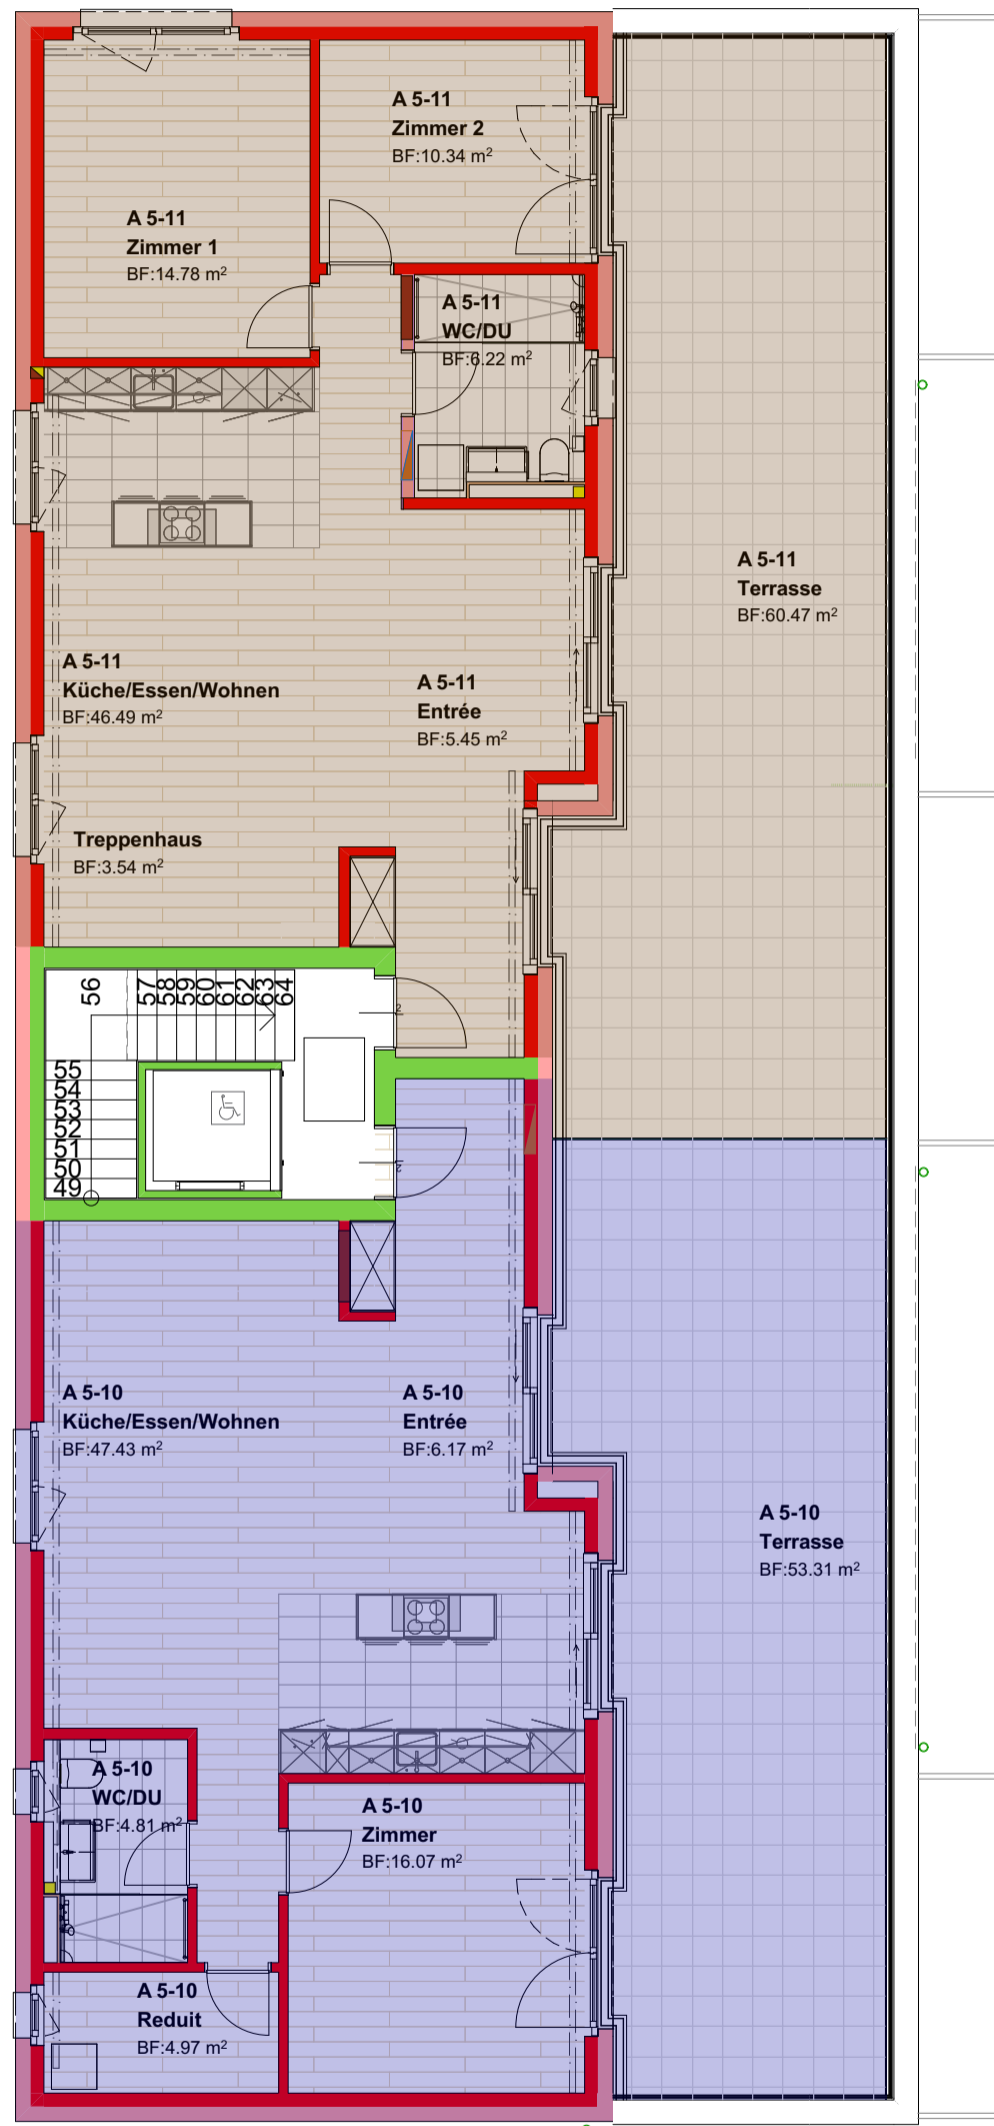 A 5-11
Zimmer 2
BF:10.34 m²
A 5-11
Zimmer 1
BF:14.78 m²
A 5-11
WC/DU
BF:6.22 m²
A 5-11
Terrasse
BF:60.47 m²
A 5-11
Küche/Essen/Wohnen
BF:46.49 m²
A 5-11
Entrée
BF:5.45 m²
Treppenhaus
BF:3.54 m²
56 57 58 59 60 61 62 63 64
55
54
53
52
51
50
49
A 5-10
Küche/Essen/Wohnen
BF:47.43 m²
A 5-10
Entrée
BF:6.17 m²
A 5-10
Terrasse
BF:53.31 m²
A 5-10
WC/DU
BF:4.81 m²
A 5-10
Zimmer
BF:16.07 m²
A 5-10
Reduit
BF:4.97 m²